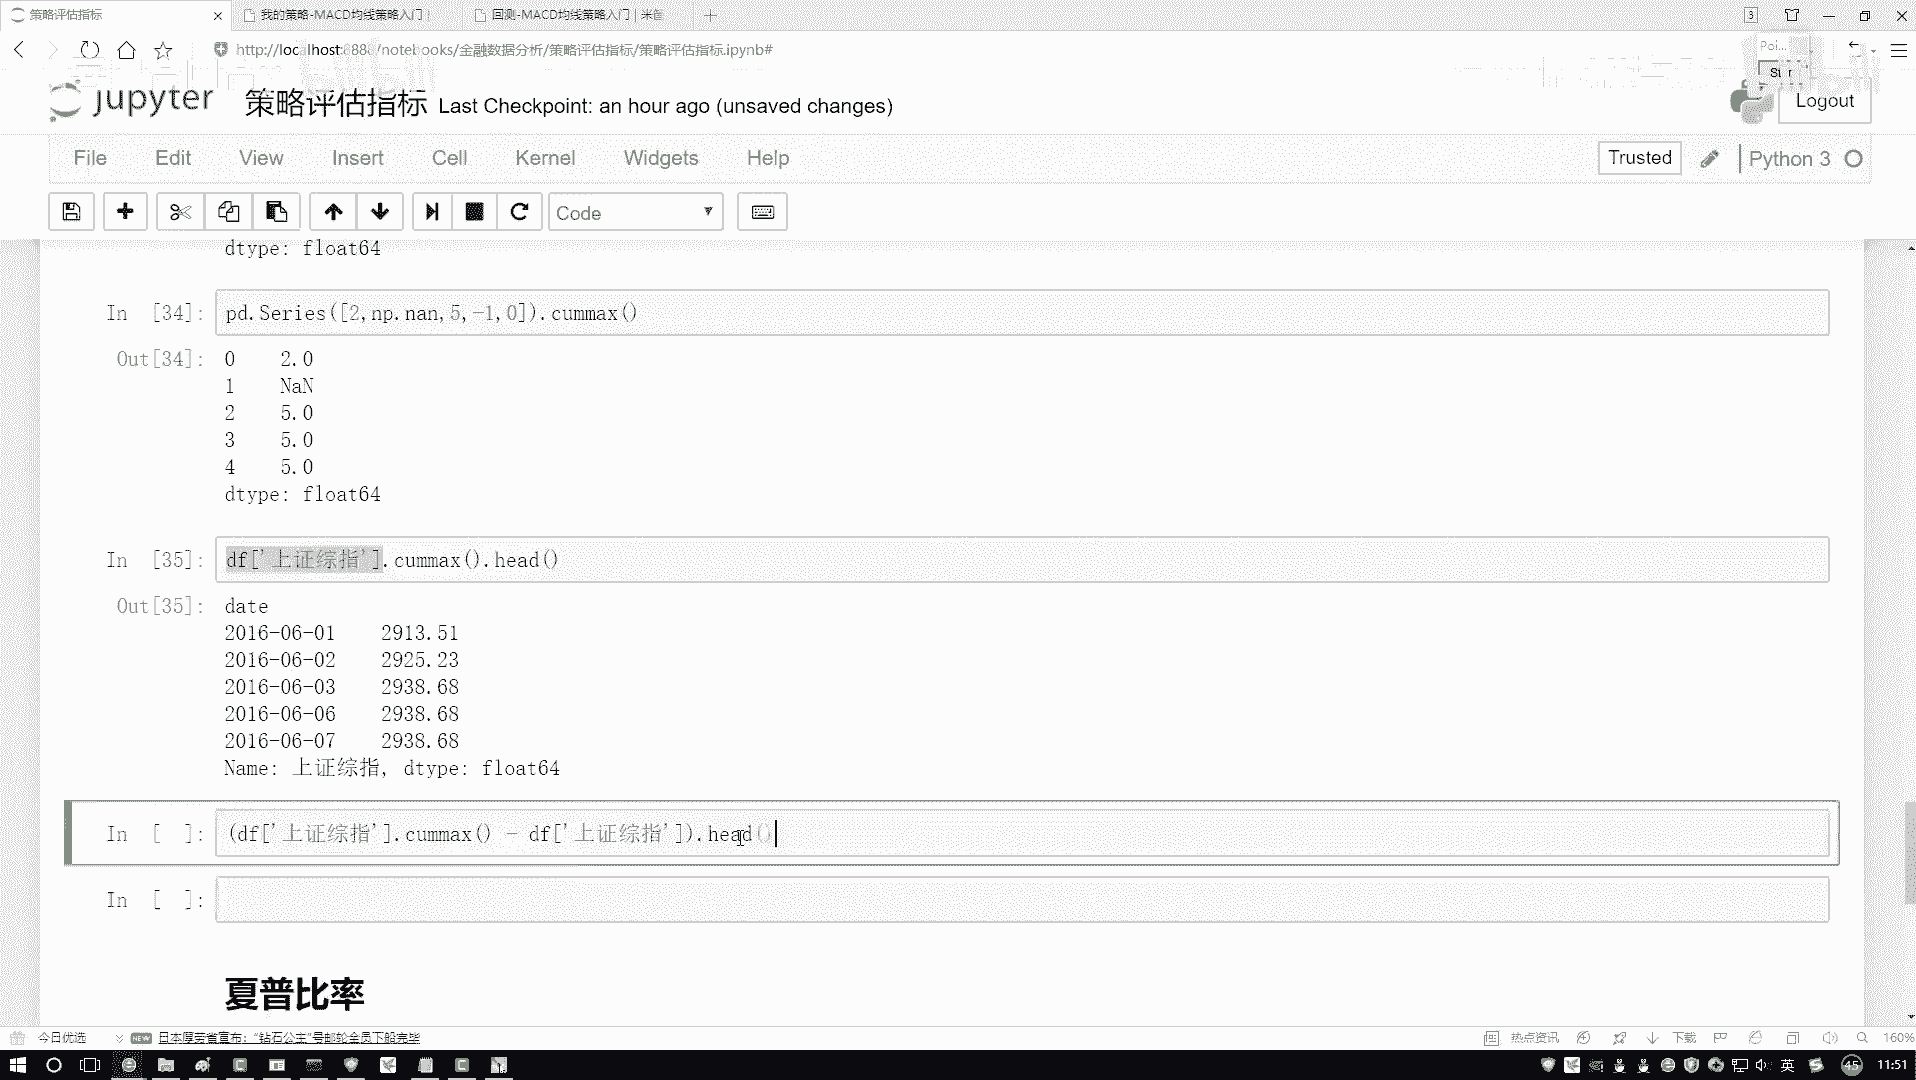 策略评估指标
我的策略-MACD均线策略入门
回测-MACD均线策略入门 | 米
3
http://localhost:8888/notebooks/金融数据分析/策略评估指标/策略评估指标.ipynb#
Poi...
jupyter 策略评估指标 Last Checkpoint: an hour ago (unsaved changes)
Logout
File Edit View Insert Cell Kernel Widgets Help
Trusted
Python 3
Code
dtype: float64
In [34]: pd.Series([2,np.nan,5,-1,0]).cummax()
Out[34]: 0 2.0
1 NaN
2 5.0
3 5.0
4 5.0
dtype: float64
In [35]: df['上证综指'].cummax().head()
Out[35]: date
2016-06-01 2913.51
2016-06-02 2925.23
2016-06-03 2938.68
2016-06-06 2938.68
2016-06-07 2938.68
Name: 上证综指, dtype: float64
In [ ]: (df['上证综指'].cummax() - df['上证综指']).head()
In [ ]:
夏普比率
今日优选
NEW 日本厚劳省宣布：“钻石公主”号邮轮全员下船完毕
热点资讯
下载
160%
英
45
11:51